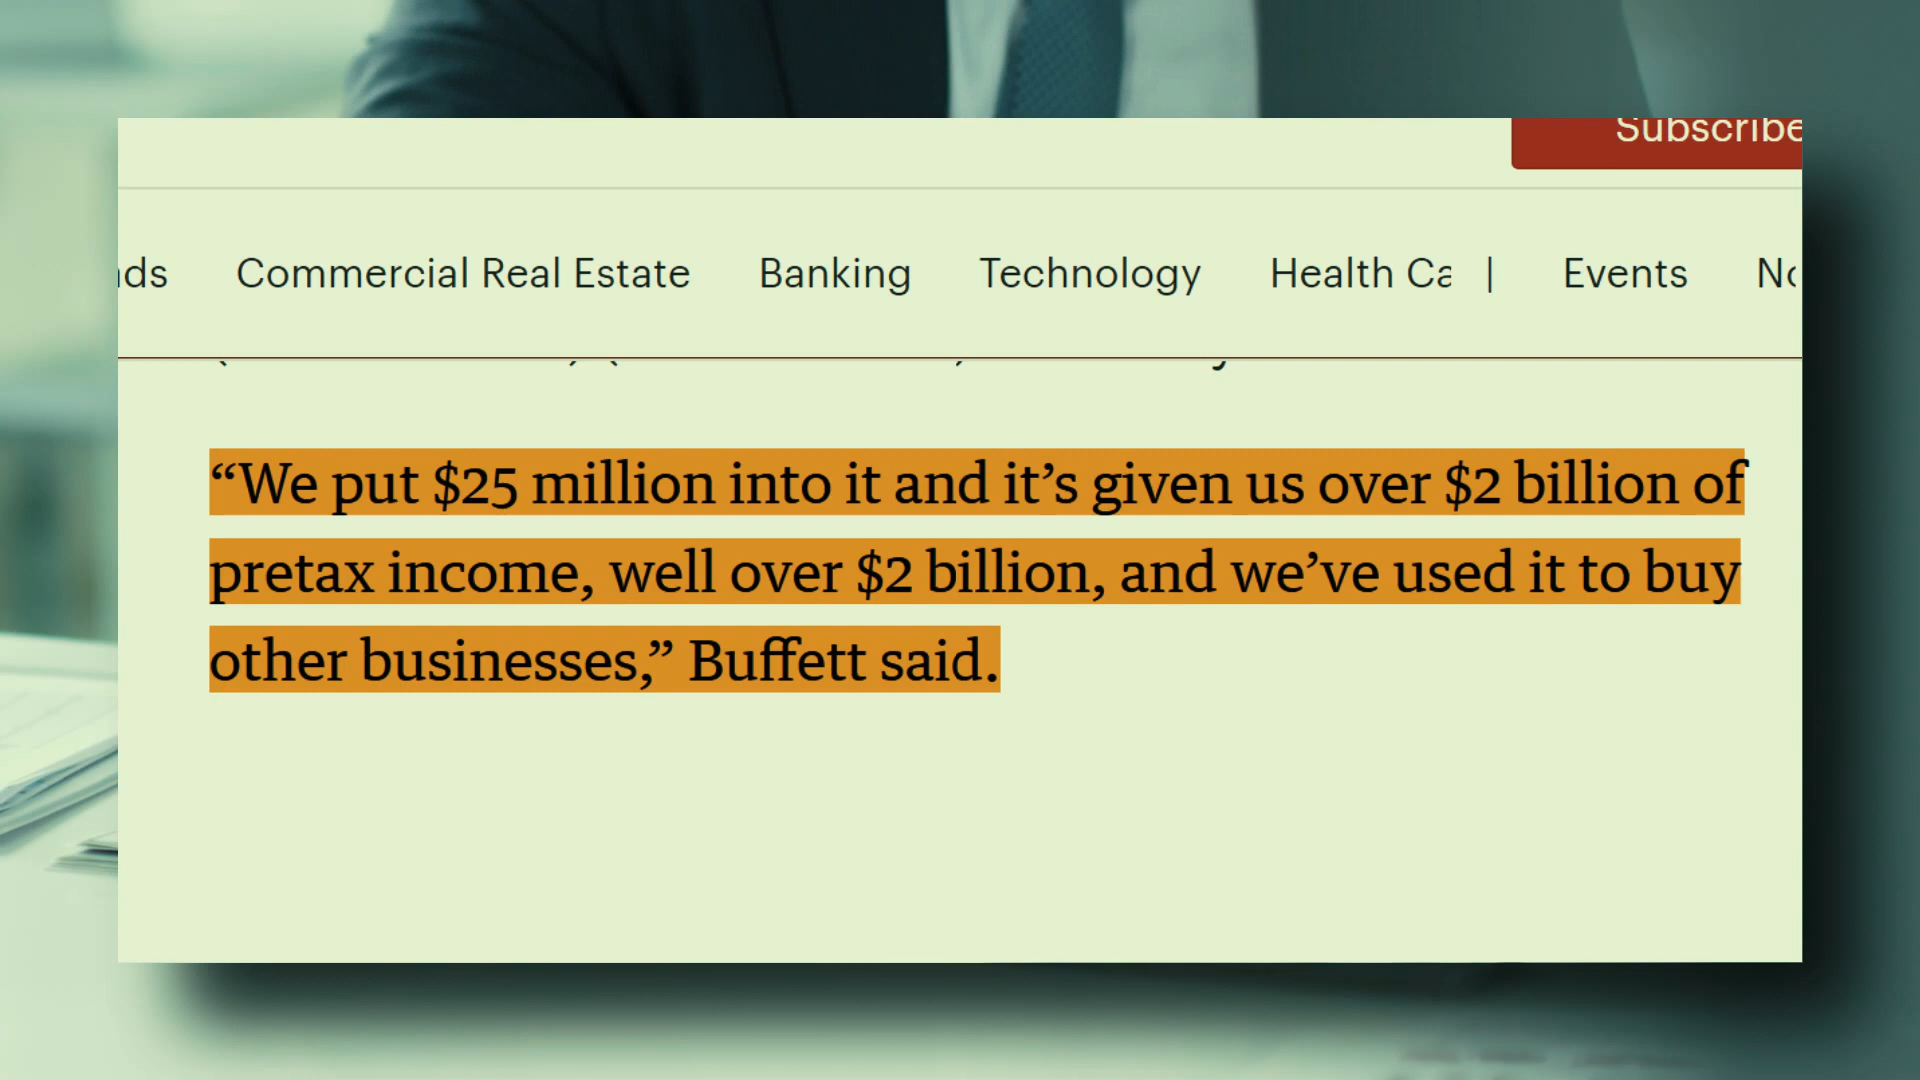 Subscribe
Commercial Real Estate Banking Technology Health Ca | Events
“We put $25 million into it and it’s given us over $2 billion of
pretax income, well over $2 billion, and we’ve used it to buy
other businesses,” Buffett said.